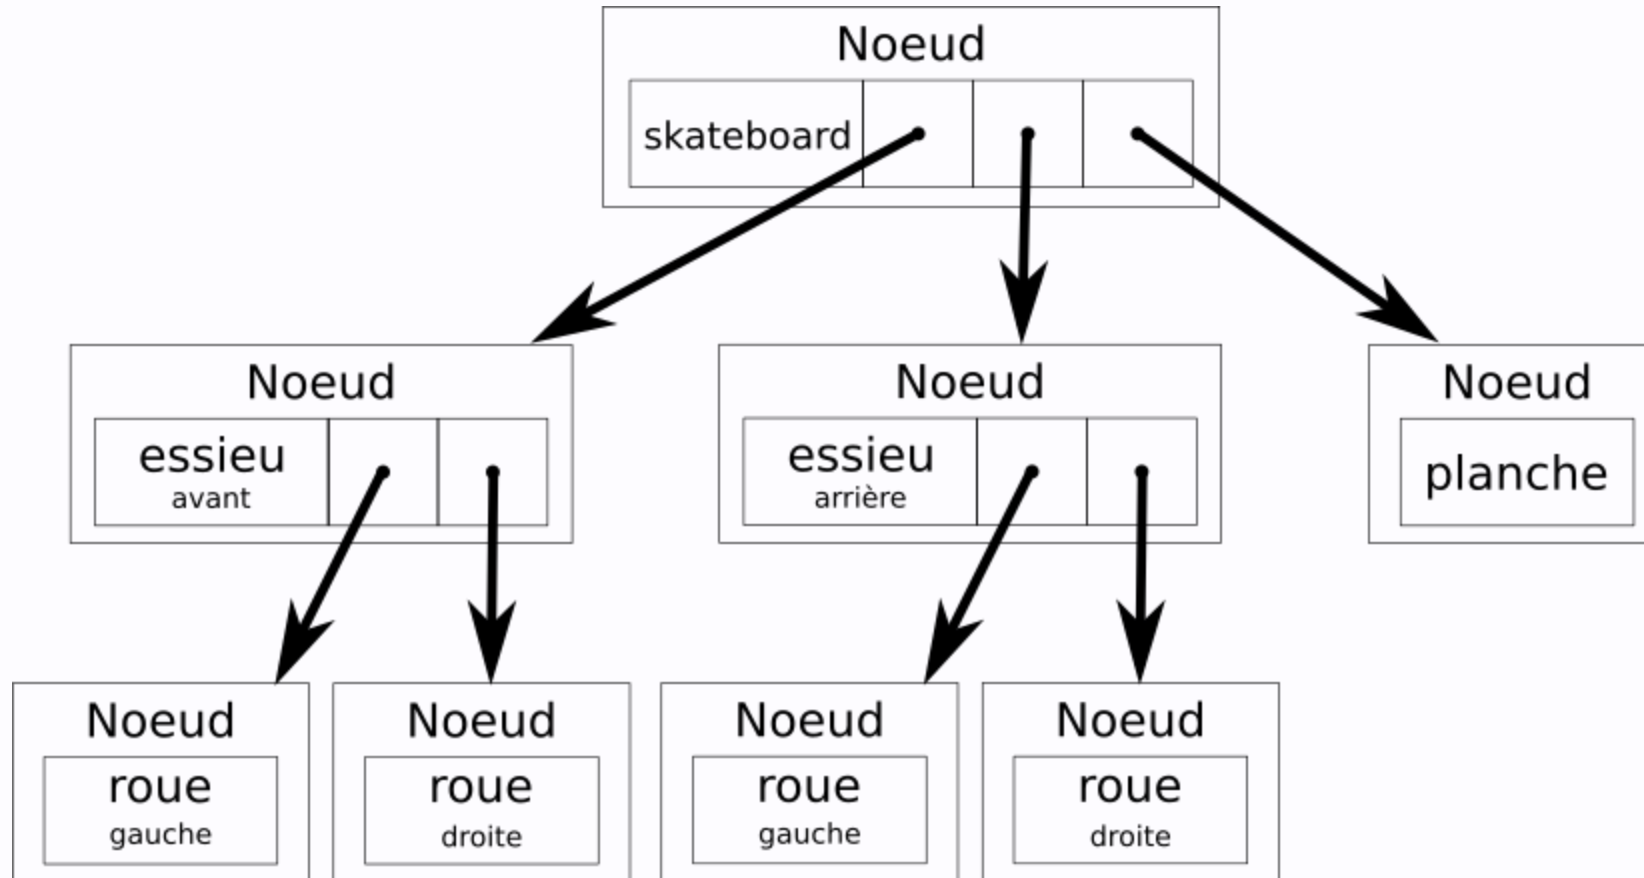 Noeud
skateboard
Noeud
essieu
avant
Noeud
essieu
arrière
Noeud
planche
Noeud
roue
gauche
Noeud
roue
droite
Noeud
roue
gauche
Noeud
roue
droite